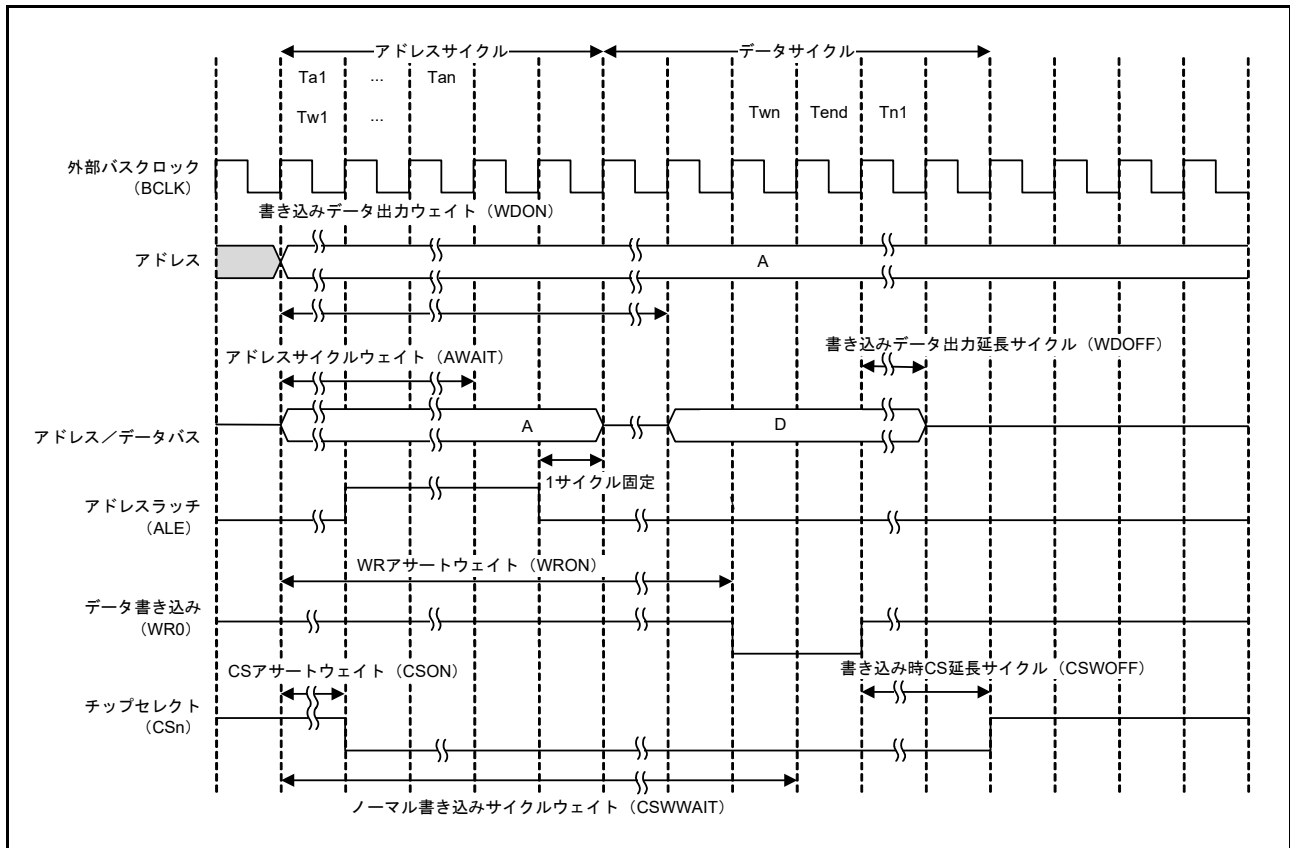 アドレスサイクル データサイクル
Ta1 ... Tan
Tw1 ... Twn Tend Tn1
外部バスクロック
（BCLK）
書き込みデータ出力ウェイト（WDON）
アドレス A
書き込みデータ出力延長サイクル（WDOFF）
アドレスサイクルウェイト（AWAIT）
アドレス／データバス A D
1サイクル固定
アドレスラッチ
（ALE）
WRアサートウェイト（WRON）
データ書き込み
（WR0）
CSアサートウェイト（CSON） 書き込み時CS延長サイクル（CSWOFF）
チップセレクト
（CSn）
ノーマル書き込みサイクルウェイト（CSWWAIT）